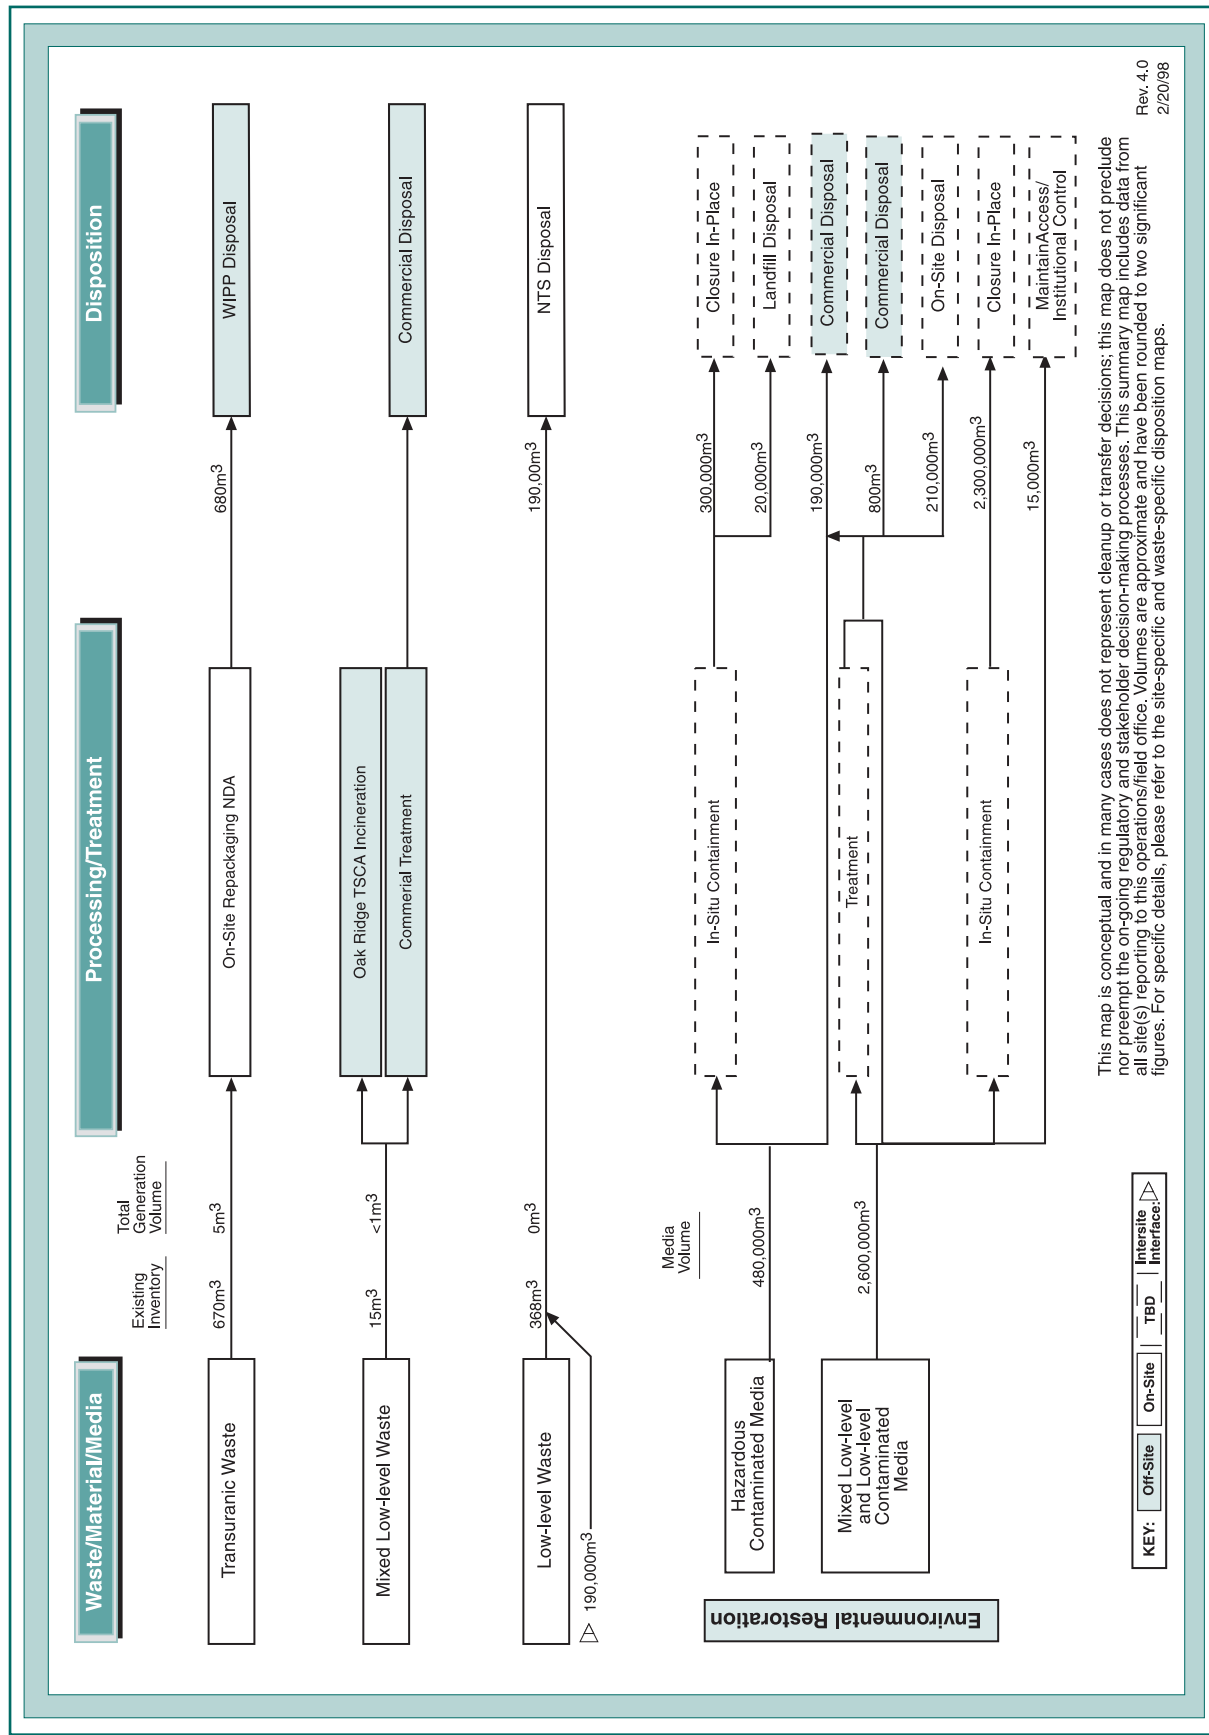 Waste/Material/Media
Processing/Treatment
Disposition
Existing
Inventory
Total
Generation
Volume
Transuranic Waste
670m3
5m3
On-Site Repackaging NDA
680m3
WIPP Disposal
Mixed Low-level Waste
15m3
<1m3
Oak Ridge TSCA Incineration
Commerial Treatment
Commercial Disposal
Low-level Waste
368m3
0m3
190,00m3
NTS Disposal
190,000m3
Environmental Restoration
Media
Volume
Hazardous
Contaminated Media
480,000m3
In-Situ Containment
300,000m3
Closure In-Place
20,000m3
Landfill Disposal
190,000m3
Commercial Disposal
Mixed Low-level
and Low-level
Contaminated
Media
2,600,000m3
Treatment
800m3
Commercial Disposal
210,000m3
On-Site Disposal
In-Situ Containment
2,300,000m3
Closure In-Place
15,000m3
MaintainAccess/
Institutional Control
KEY:
Off-Site
On-Site
TBD
Intersite
Interface:
This map is conceptual and in many cases does not represent cleanup or transfer decisions; this map does not preclude
nor preempt the on-going regulatory and stakeholder decision-making processes. This summary map includes data from
all site(s) reporting to this operations/field office. Volumes are approximate and have been rounded to two significant
figures. For specific details, please refer to the site-specific and waste-specific disposition maps.
Rev. 4.0
2/20/98